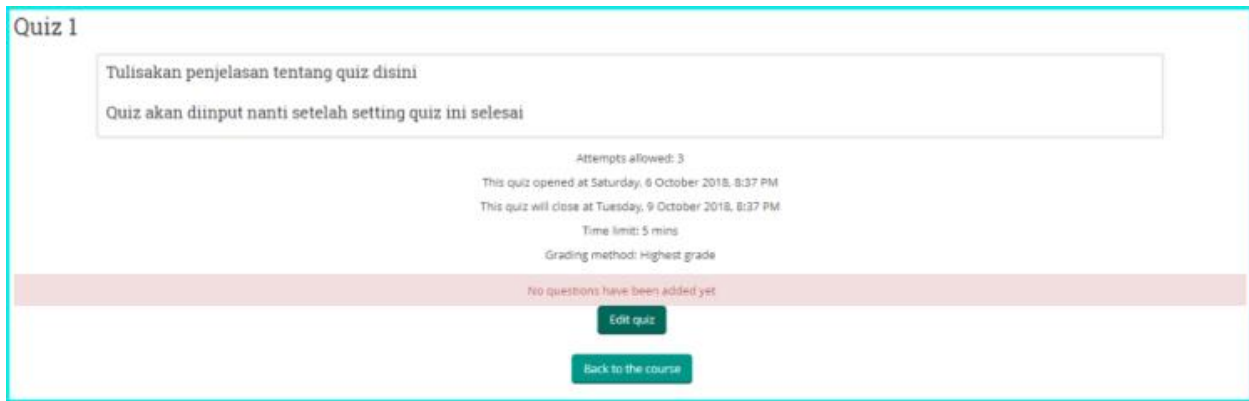 Quiz 1
Tulisakan penjelasan tentang quiz disini
Quiz akan diinput nanti setelah setting quiz ini selesai
Attempts allowed: 3
This quiz opened at Saturday, 6 October 2018, 8:37 PM
This quiz will close at Tuesday, 9 October 2018, 8:37 PM
Time limit: 5 mins
Grading method: Highest grade
No questions have been added yet
Edit quiz
Back to the course